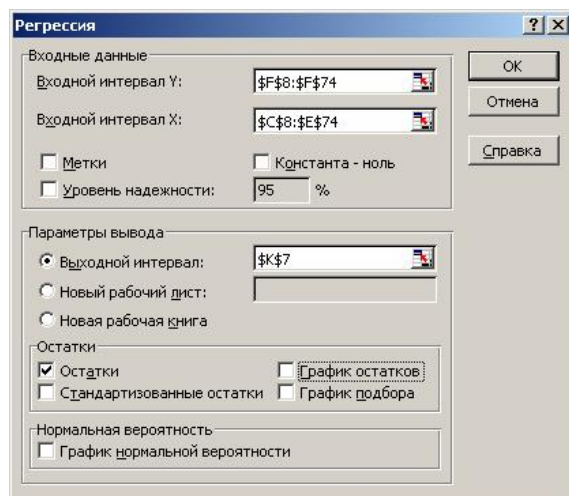 Регрессия
Входные данные
Входной интервал Y: $F$8:$F$74
Входной интервал X: $C$8:$E$74
Метки Константа - ноль
Уровень надежности: 95 %
OK
Отмена
Справка
Параметры вывода
Выходной интервал: $K$7
Новый рабочий лист:
Новая рабочая книга
Остатки
Остатки График остатков
Стандартизованные остатки График подбора
Нормальная вероятность
График нормальной вероятности